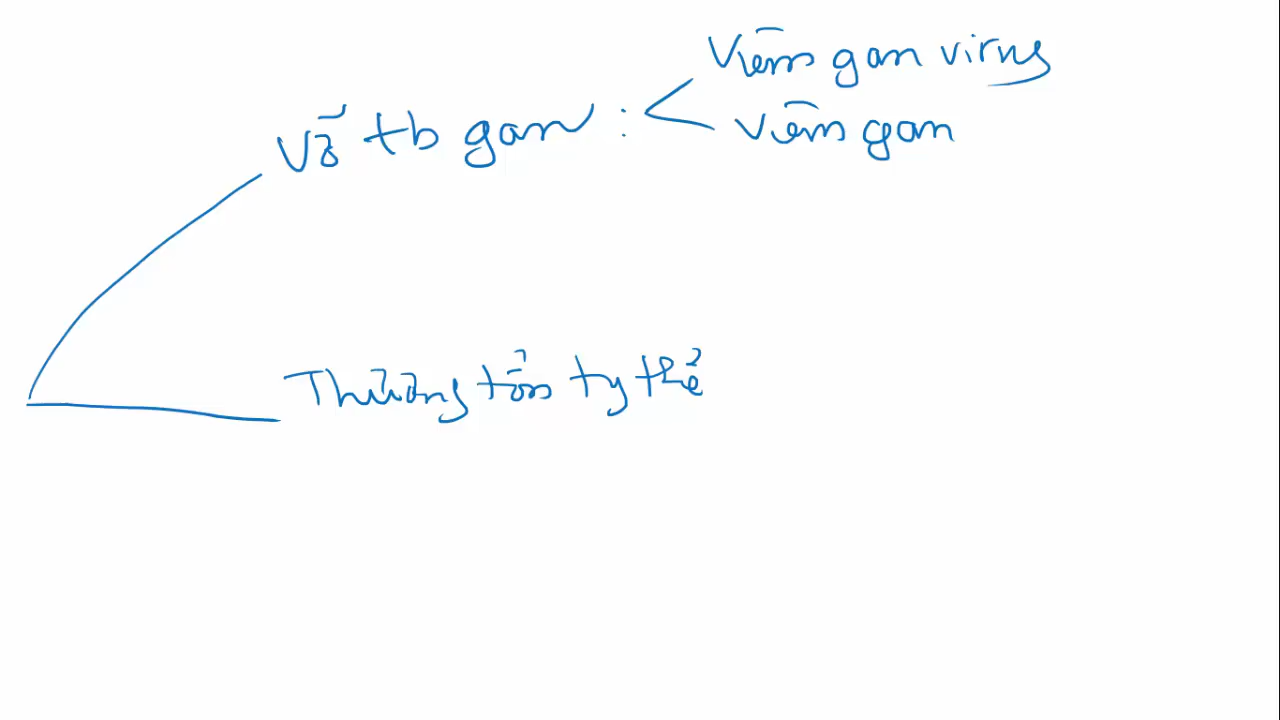 Viêm gan virus
Vỡ tb gan : < Viêm gan
Thương tổn ty thể